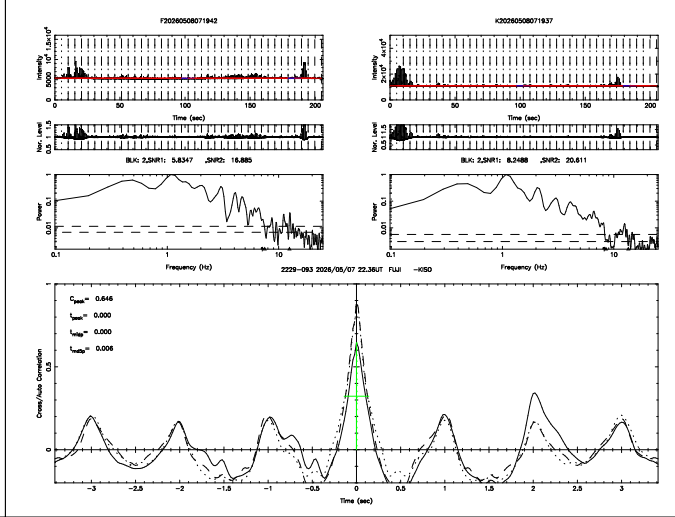 F20260508071942
K20260508071937
Intensity
5000
10⁴
1.5×10⁴
0
50
100
150
200
Time (sec)
Intensity
0
2×10⁴
4×10⁴
0
50
100
150
200
Time (sec)
Nor. Level
0.5
1
1.5
Nor. Level
0.5
1
1.5
BLK: 2,SNR1: 5.8347 ,SNR2: 16.885
BLK: 2,SNR1: 8.2488 ,SNR2: 20.611
Power
1
0.1
0.01
0.1
1
10
Frequency (Hz)
Power
1
0.1
0.01
0.1
1
10
Frequency (Hz)
2229-093 2026/05/07 22.36UT FUJI -KISO
C_peak= 0.646
t_peak= 0.000
t_midp= 0.000
t_md5p= 0.006
Cross/Auto Correlation
1
0.5
0
-3
-2.5
-2
-1.5
-1
-0.5
0
0.5
1
1.5
2
2.5
3
Time (sec)